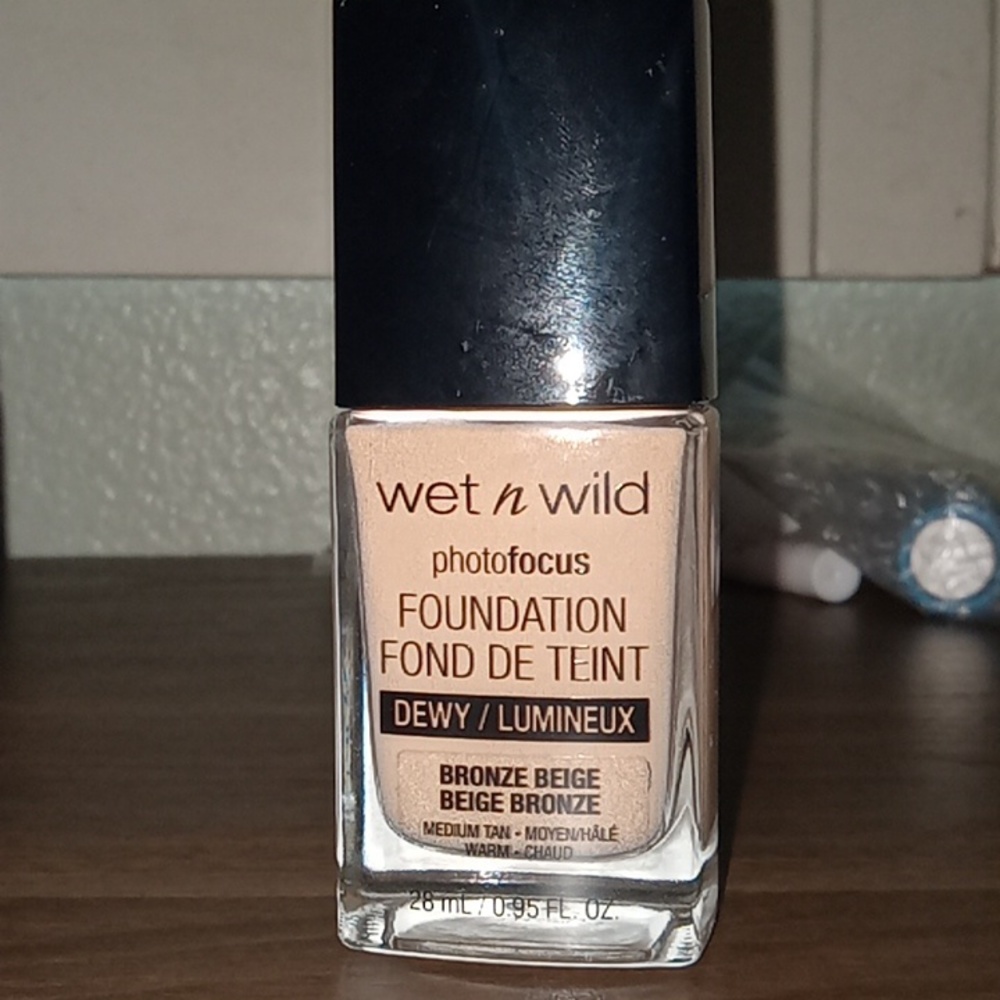 wet n wild
photofocus
FOUNDATION
FOND DE TEINT
DEWY / LUMINEUX
BRONZE BEIGE
BEIGE BRONZE
MEDIUM TAN - MOYEN/HÂLÉ
WARM - CHAUD
28 mL / 0.95 FL. OZ.